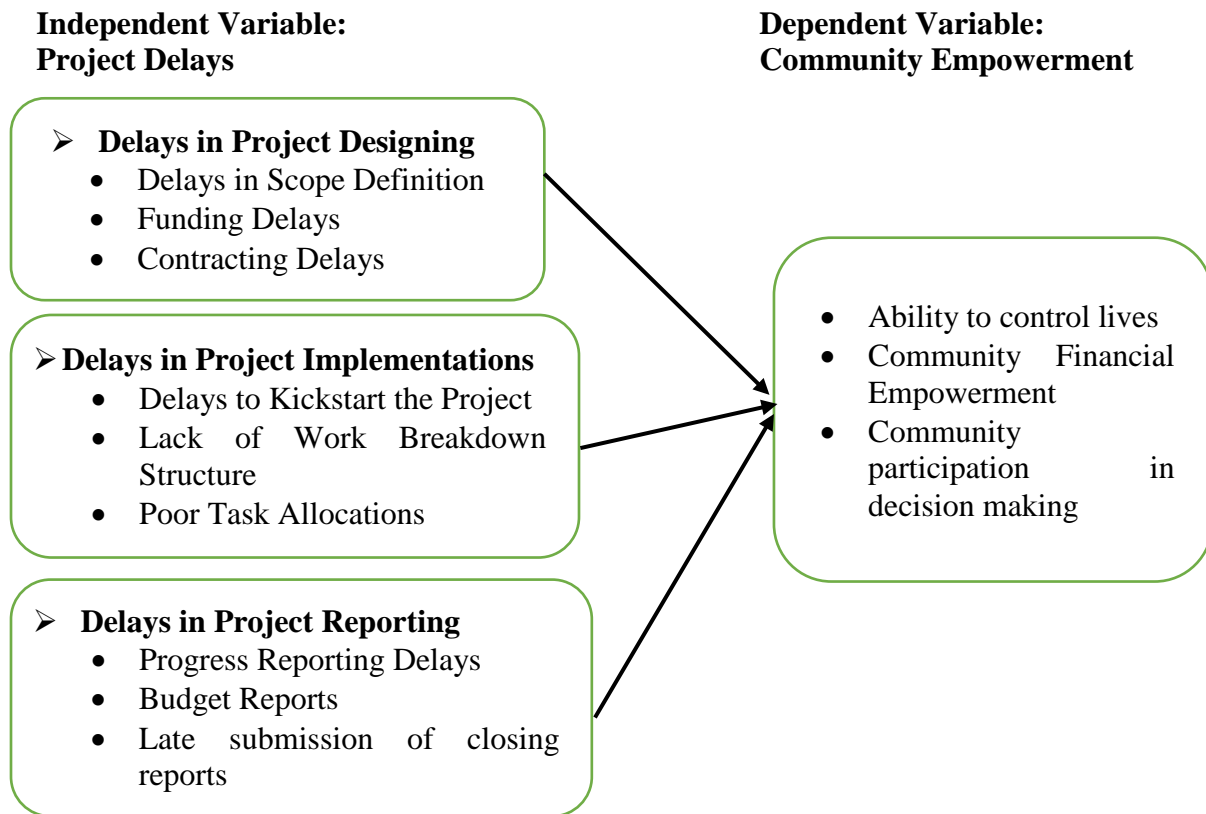 Independent Variable:
Project Delays
Dependent Variable:
Community Empowerment
➢ Delays in Project Designing
• Delays in Scope Definition
• Funding Delays
• Contracting Delays
➢ Delays in Project Implementations
• Delays to Kickstart the Project
• Lack of Work Breakdown
Structure
• Poor Task Allocations
➢ Delays in Project Reporting
• Progress Reporting Delays
• Budget Reports
• Late submission of closing
reports
• Ability to control lives
• Community Financial
Empowerment
• Community
participation in
decision making